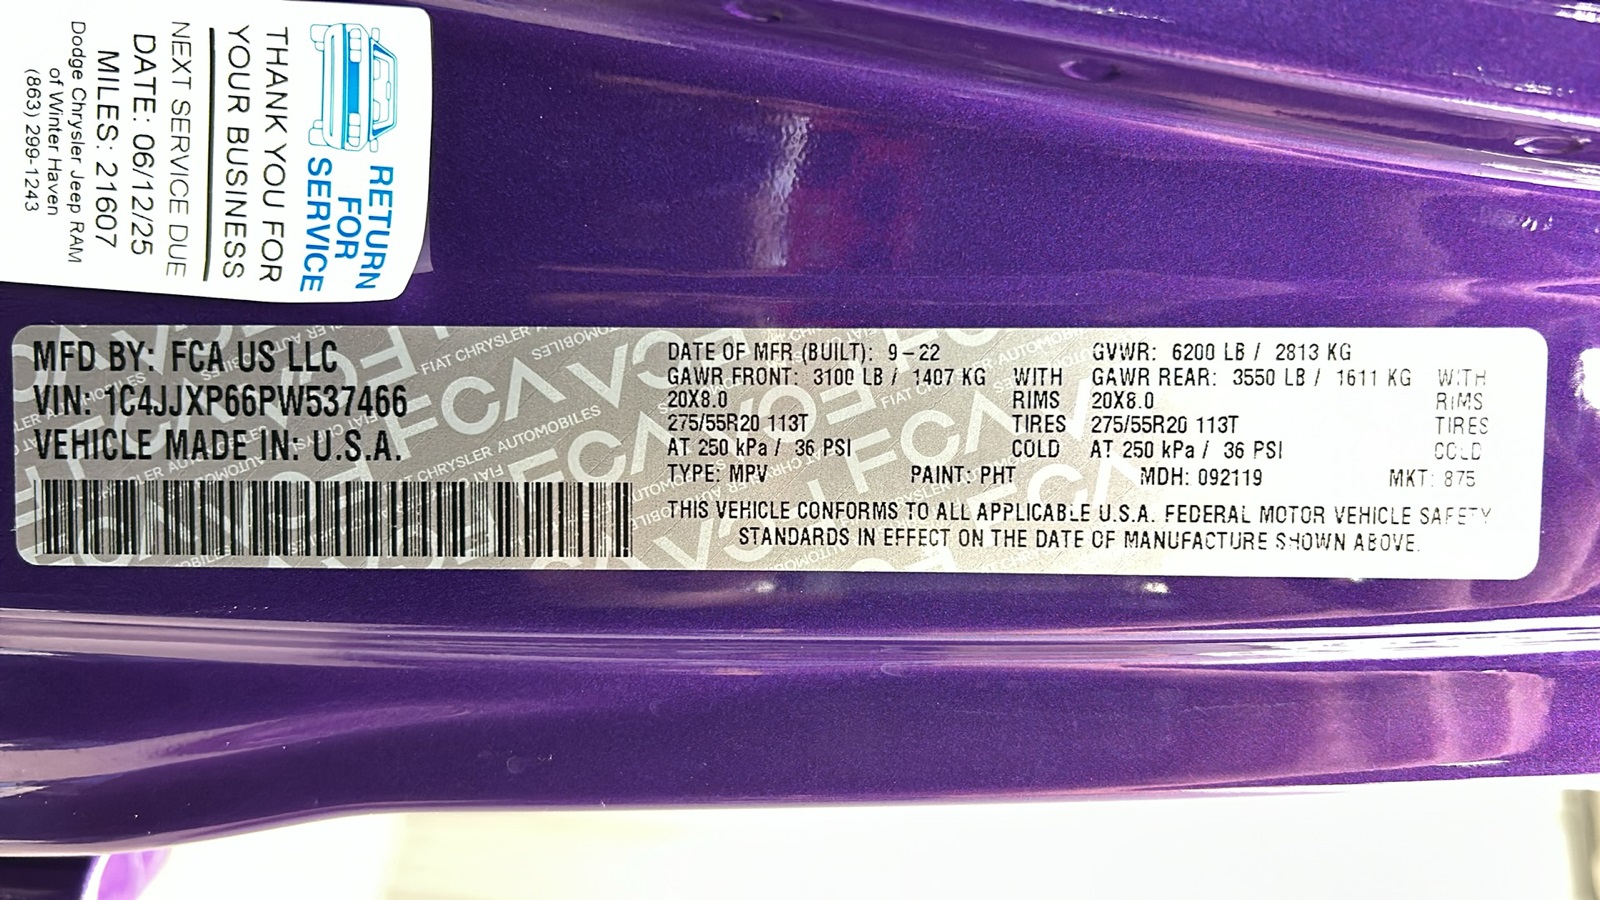 RETURN
FOR
SERVICE
THANK YOU FOR
YOUR BUSINESS
NEXT SERVICE DUE
DATE: 06/12/25
MILES: 21607
Dodge Chrysler Jeep RAM
of Winter Haven
(863) 299-1243
MFD BY: FCA US LLC
VIN: 1C4JJXP66PW537466
VEHICLE MADE IN: U.S.A.
DATE OF MFR (BUILT): 9-22 GVWR: 6200 LB / 2813 KG
GAWR FRONT: 3100 LB / 1407 KG WITH GAWR REAR: 3550 LB / 1611 KG WITH
20X8.0 RIMS 20X8.0 RIMS
275/55R20 113T TIRES 275/55R20 113T TIRES
AT 250 kPa / 36 PSI COLD AT 250 kPa / 36 PSI COLD
TYPE: MPV PAINT: PHT MDH: 092119 MKT: 875
THIS VEHICLE CONFORMS TO ALL APPLICABLE U.S.A. FEDERAL MOTOR VEHICLE SAFETY
STANDARDS IN EFFECT ON THE DATE OF MANUFACTURE SHOWN ABOVE.
FCA
FIAT CHRYSLER AUTOMOBILES